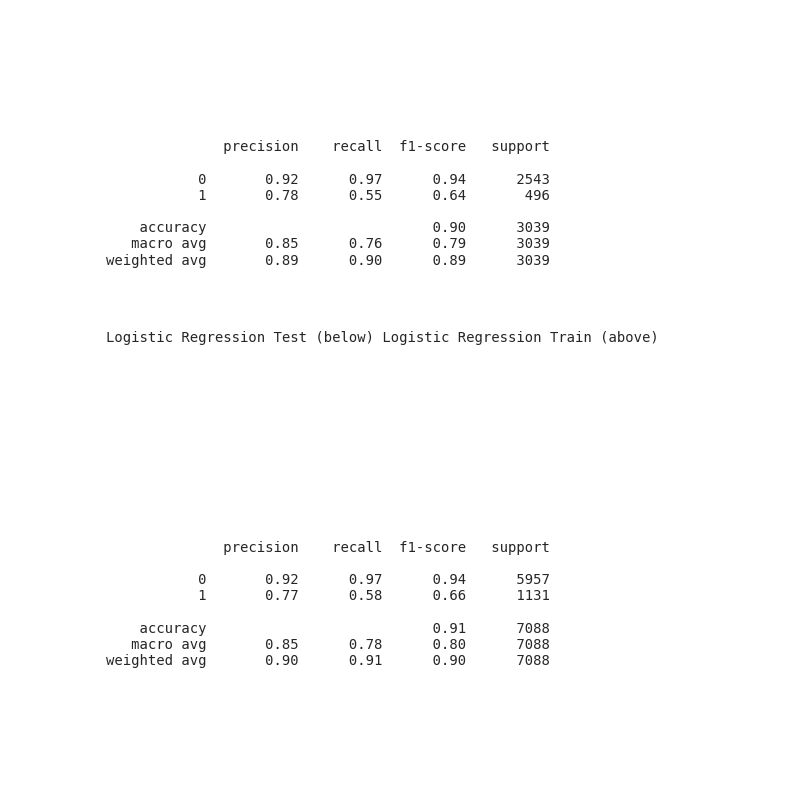 precision recall f1-score support
0 0.92 0.97 0.94 2543
1 0.78 0.55 0.64 496
accuracy 0.90 3039
macro avg 0.85 0.76 0.79 3039
weighted avg 0.89 0.90 0.89 3039
Logistic Regression Test (below) Logistic Regression Train (above)
precision recall f1-score support
0 0.92 0.97 0.94 5957
1 0.77 0.58 0.66 1131
accuracy 0.91 7088
macro avg 0.85 0.78 0.80 7088
weighted avg 0.90 0.91 0.90 7088